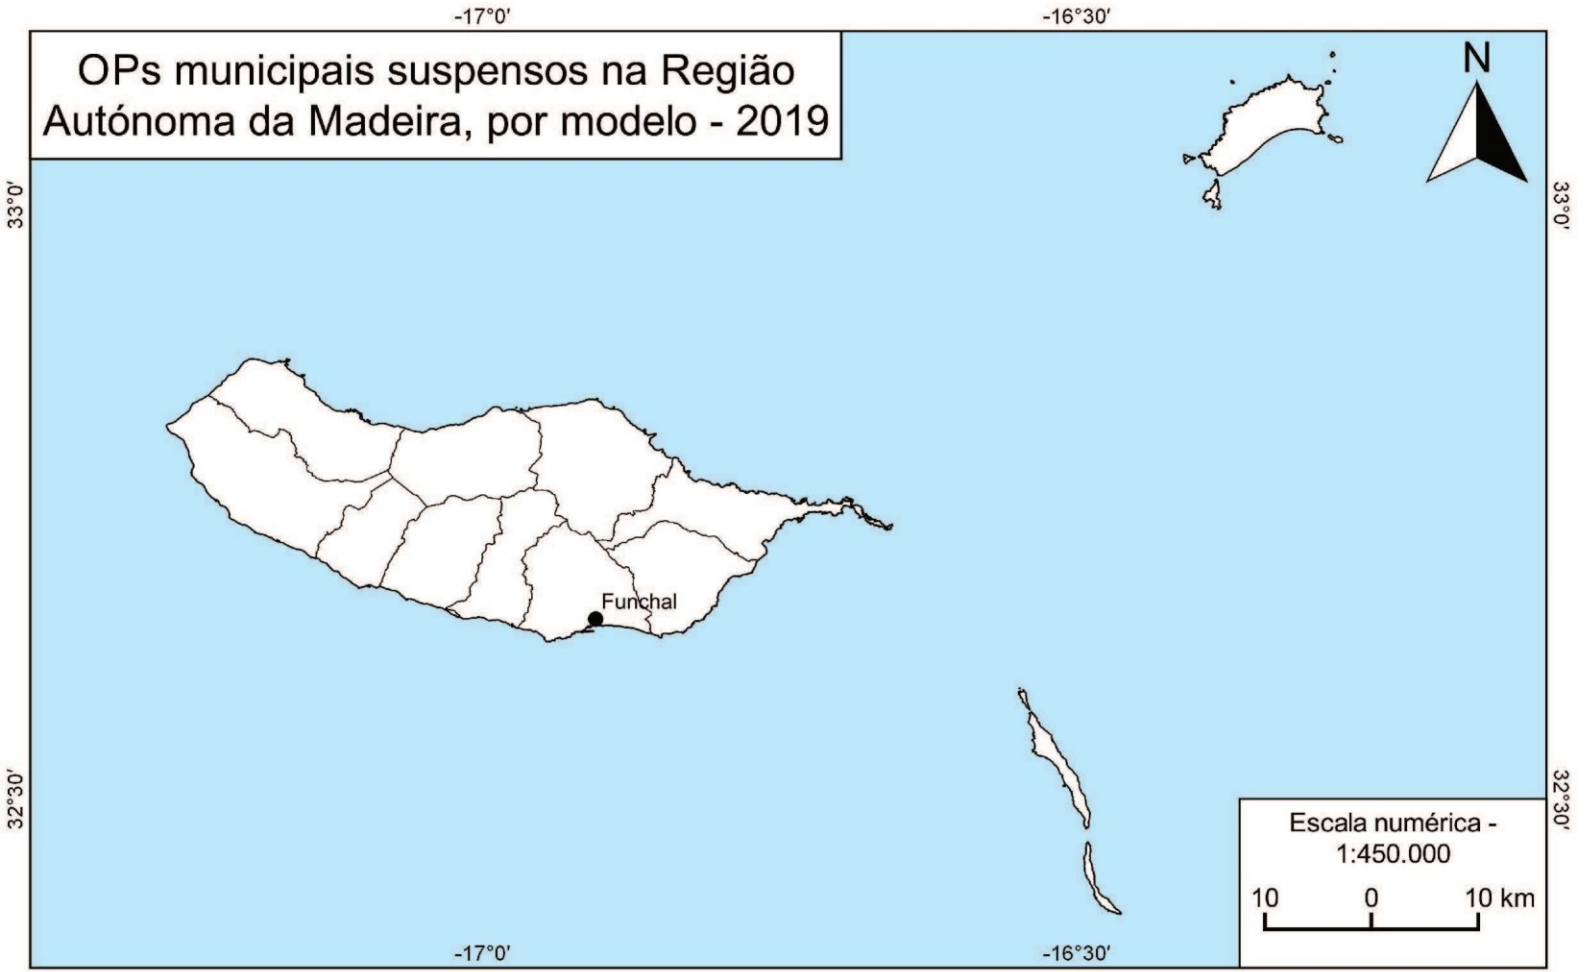 -17°0'
-16°30'
OPs municipais suspensos na Região
Autónoma da Madeira, por modelo - 2019
N
33°0'
33°0'
Funchal
32°30'
32°30'
Escala numérica -
1:450.000
10 0 10 km
-17°0'
-16°30'